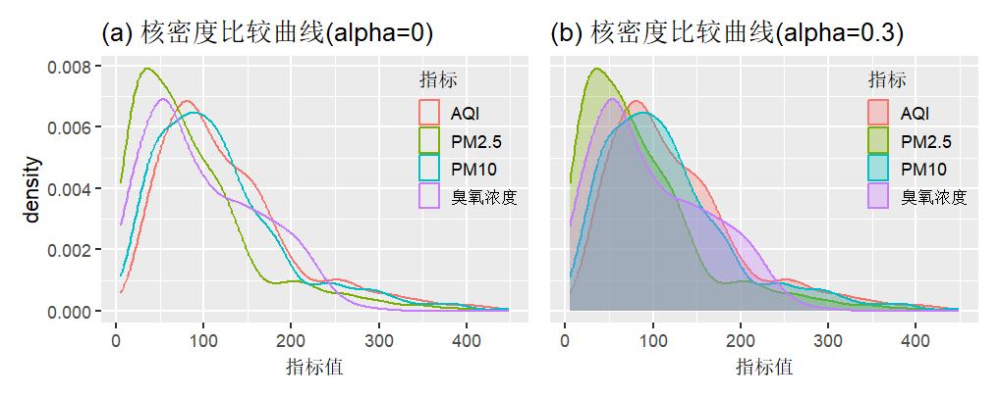 (a) 核密度比较曲线(alpha=0)
density
0.008
0.006
0.004
0.002
0.000
指标
AQI
PM2.5
PM10
臭氧浓度
0 100 200 300 400
指标值
(b) 核密度比较曲线(alpha=0.3)
指标
AQI
PM2.5
PM10
臭氧浓度
0 100 200 300 400
指标值